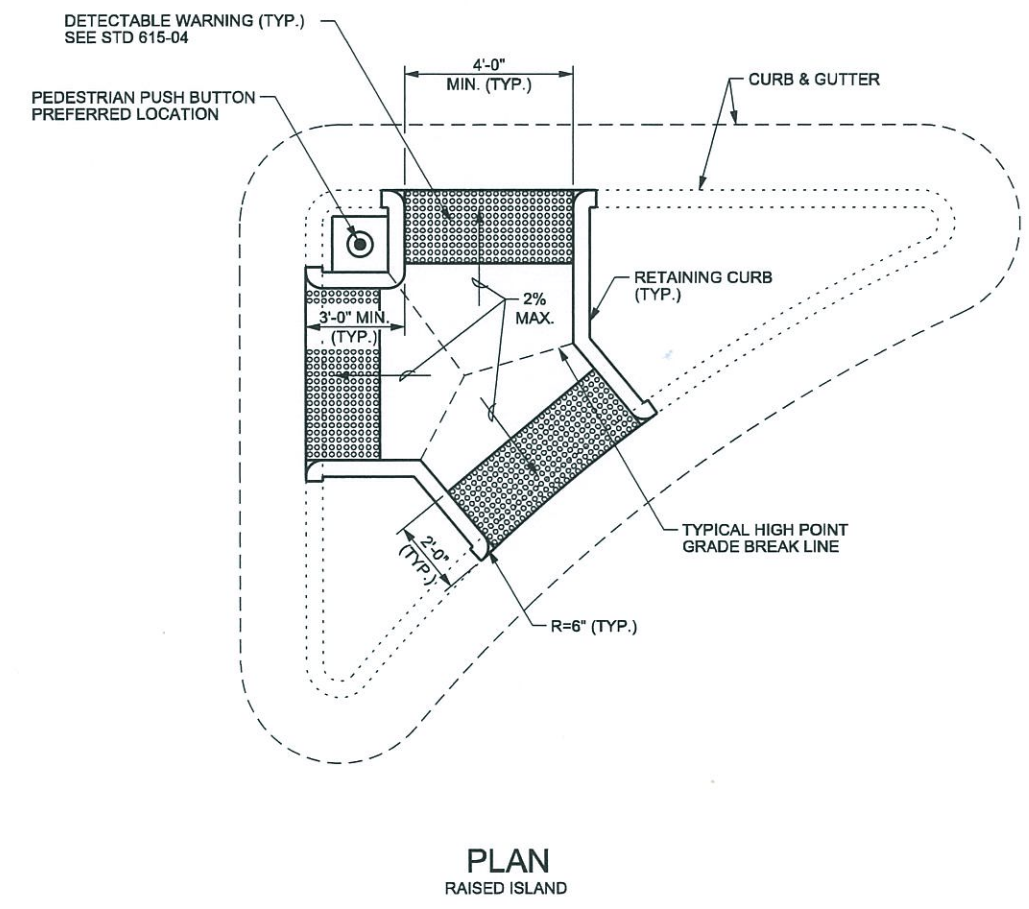 DETECTABLE WARNING (TYP.)
SEE STD 615-04
4'-0"
MIN. (TYP.)
CURB & GUTTER
PEDESTRIAN PUSH BUTTON
PREFERRED LOCATION
RETAINING CURB
(TYP.)
2%
MAX.
3'-0" MIN.
(TYP.)
TYPICAL HIGH POINT
GRADE BREAK LINE
2'-0"
(TYP.)
R=6" (TYP.)
PLAN
RAISED ISLAND